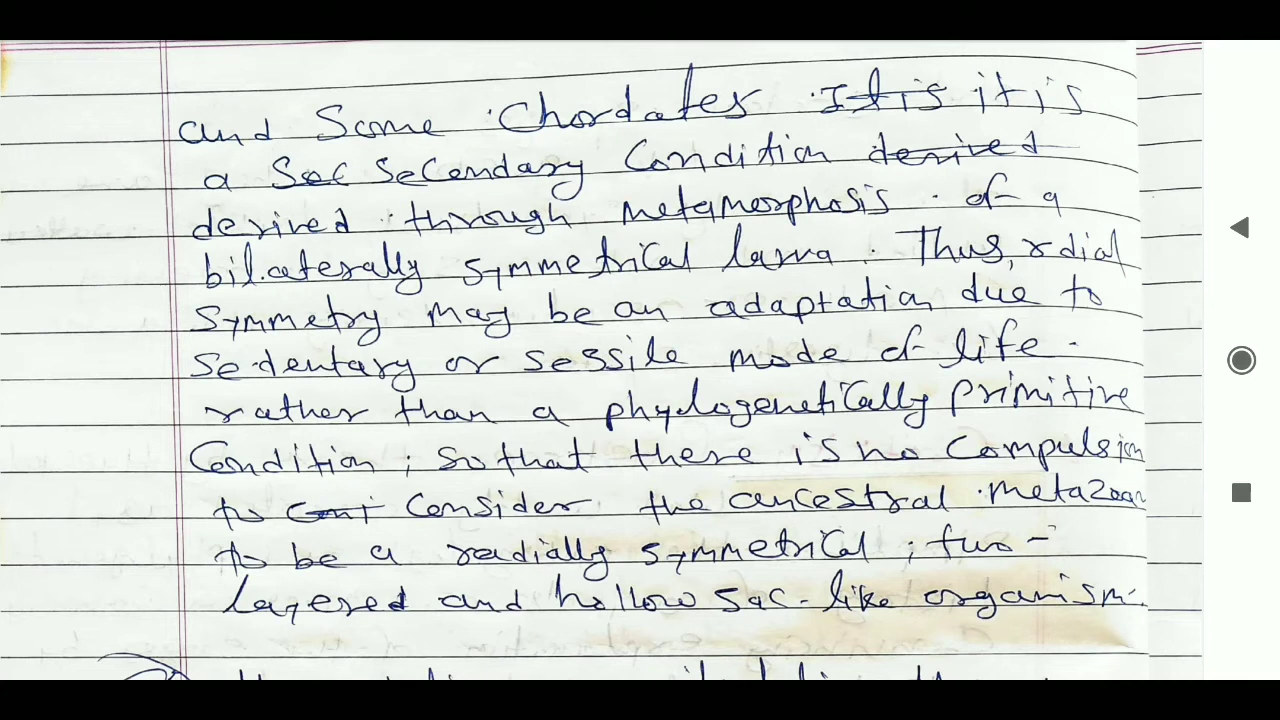 and Some Chordates It is it is
a Sec Secondary Condition derived
derived through metamorphosis of a
bilaterally symmetrical larva. Thus, rdial
symmetry may be an adaptation due to
sedentary or sessile mode of life.
rather than a phylogenetically primitive
Condition, so that there is no Compulsion
to Consider the ancestral metazoan
to be a radially symmetrical, two-
layered and hollow sac-like organism.